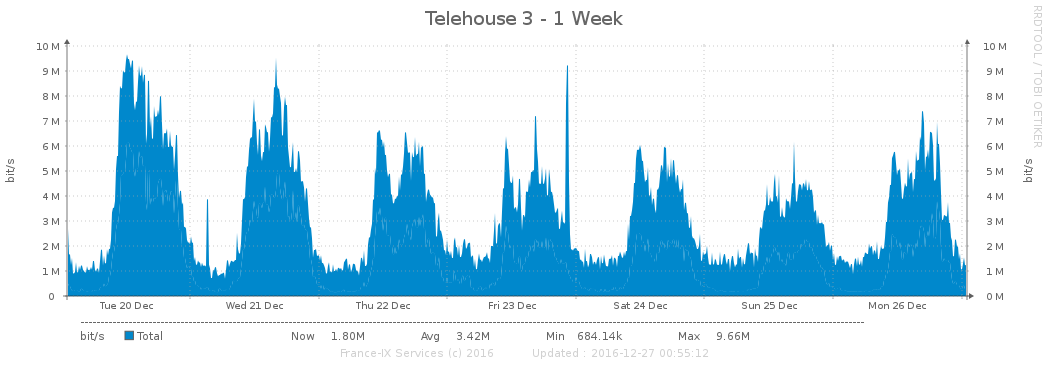 Telehouse 3 - 1 Week
RRDTOOL / TOBI OETIKER
10 M 10 M
9 M 9 M
8 M 8 M
7 M 7 M
6 M 6 M
5 M 5 M
4 M 4 M
3 M 3 M
2 M 2 M
1 M 1 M
0 0 M
bit/s bit/s
Tue 20 Dec Wed 21 Dec Thu 22 Dec Fri 23 Dec Sat 24 Dec Sun 25 Dec Mon 26 Dec
bit/s Total Now 1.80M Avg 3.42M Min 684.14k Max 9.66M
France-IX Services (c) 2016 Updated : 2016-12-27 00:55:12